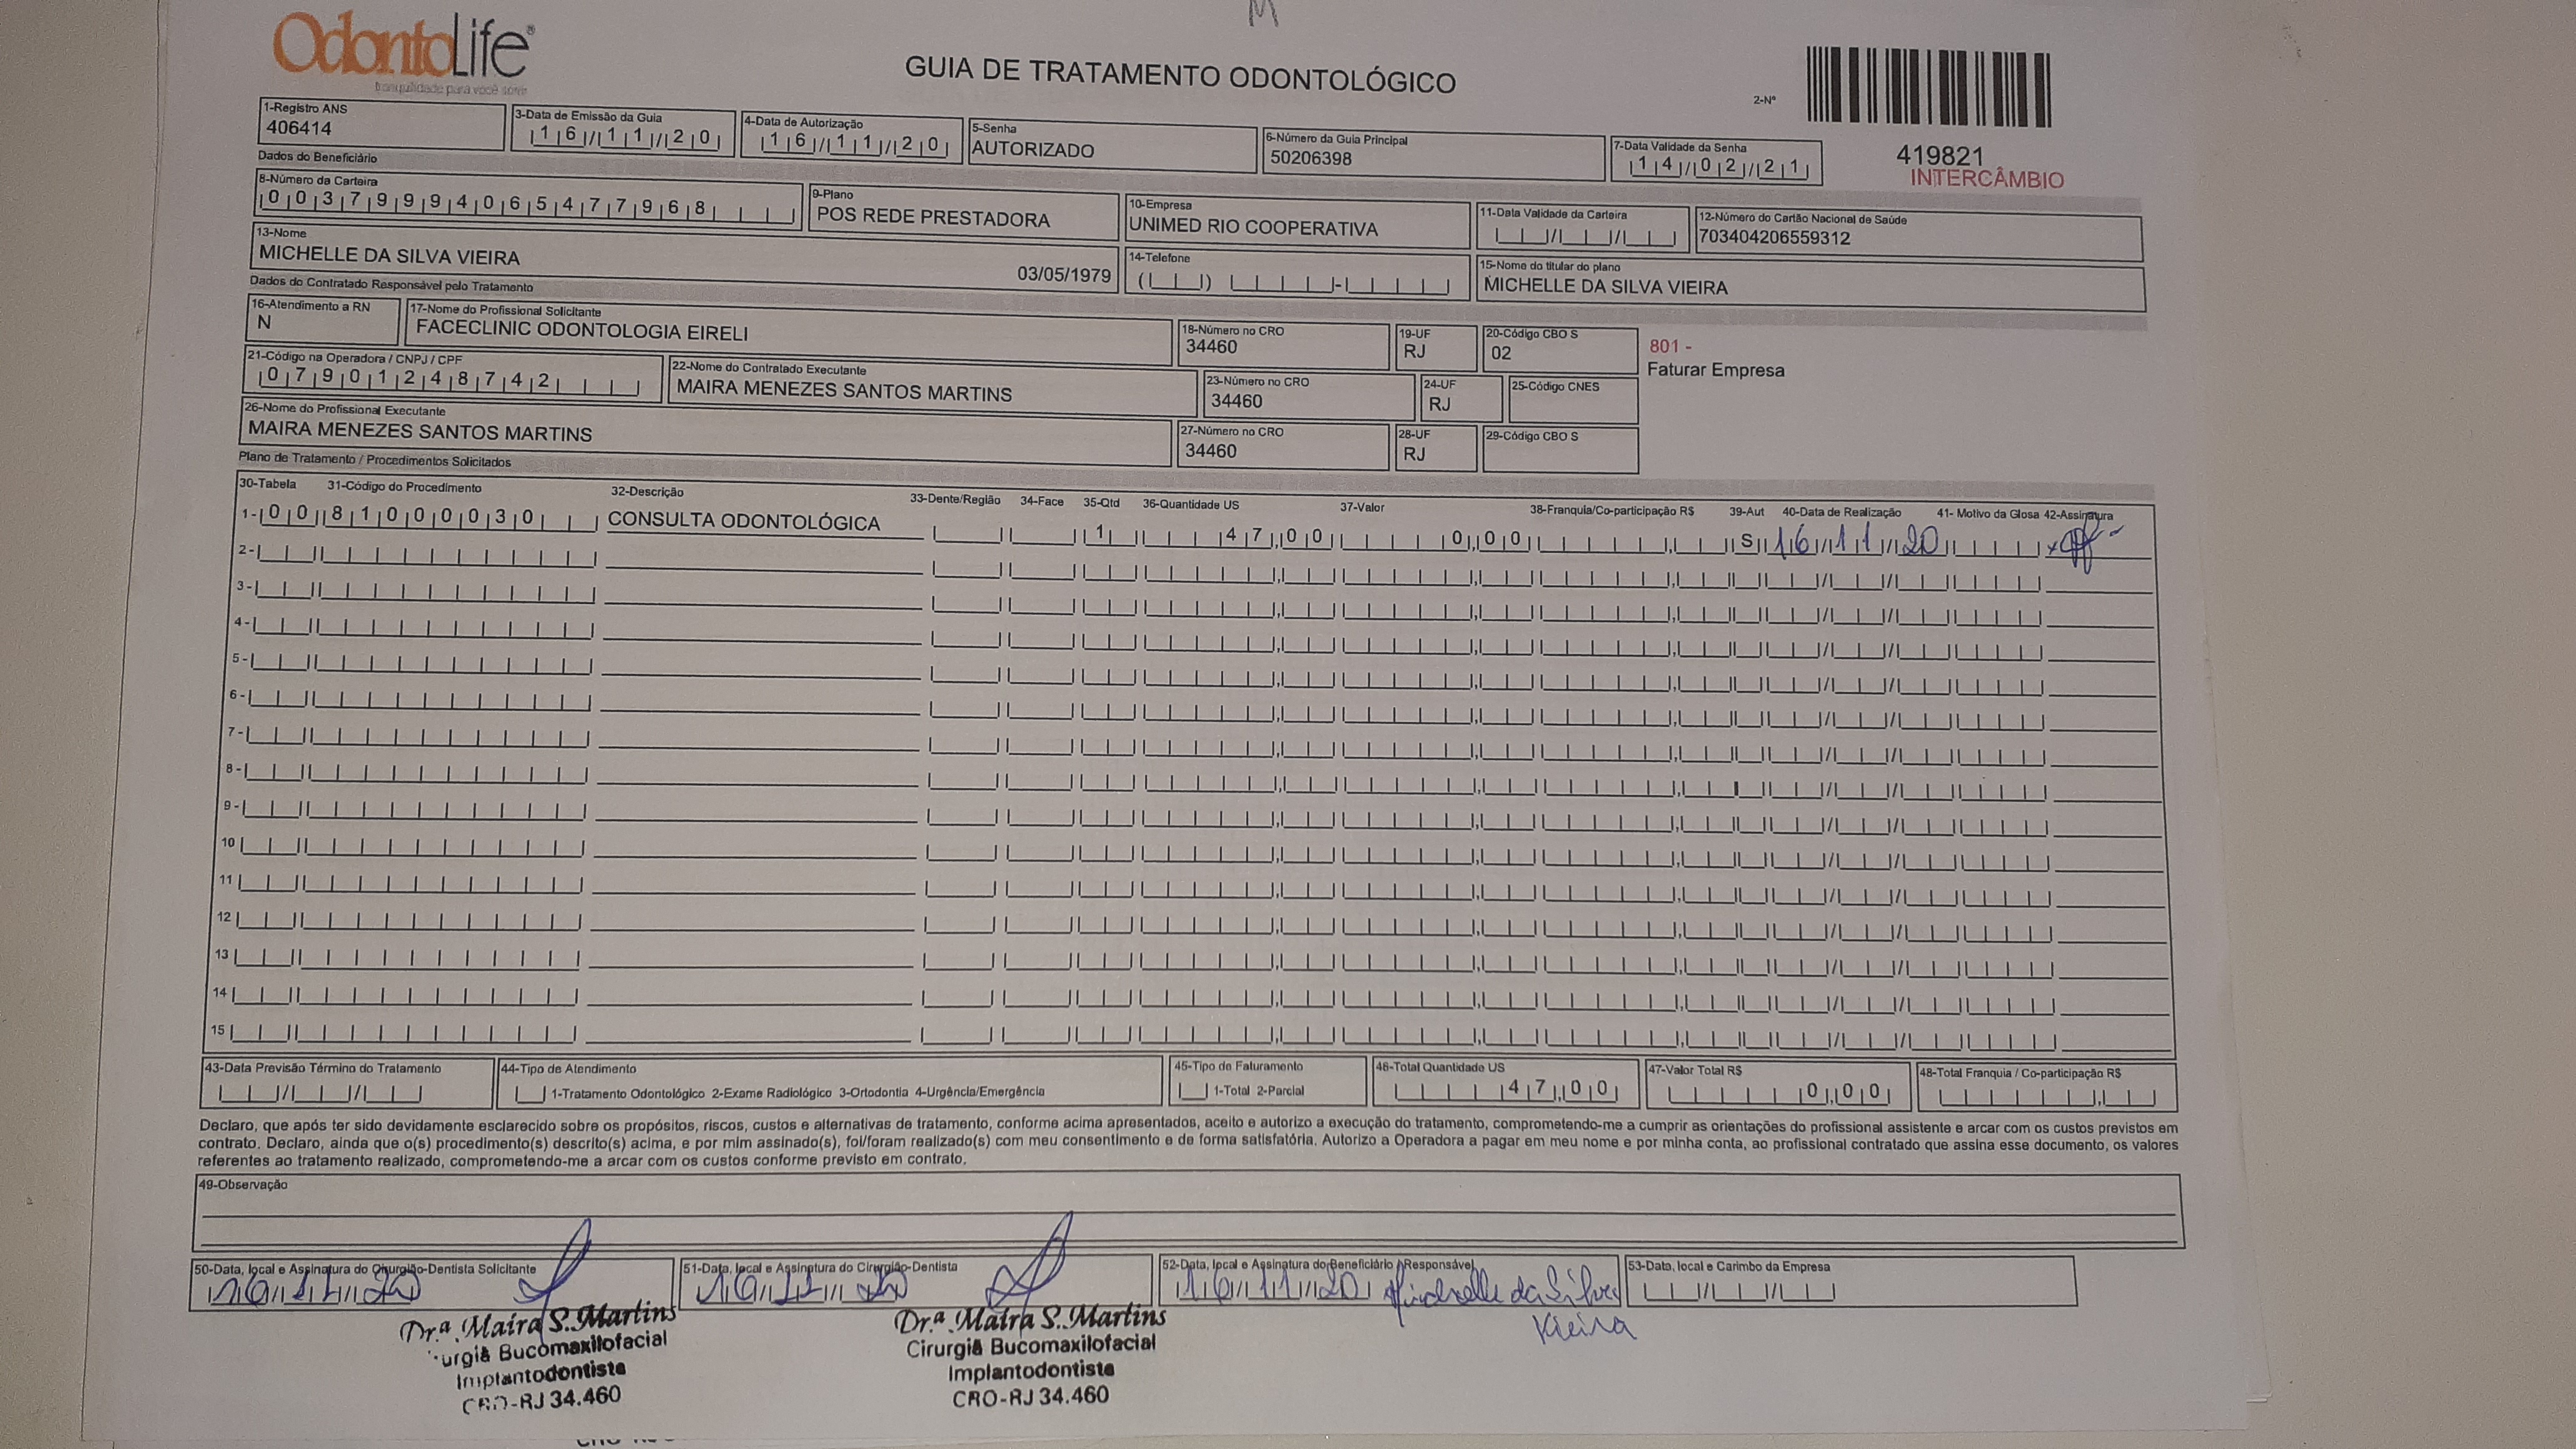 OdontoLife®
tranquilidade para você sorrir
GUIA DE TRATAMENTO ODONTOLÓGICO
2-Nº
419821
INTERCÂMBIO
1-Registro ANS
406414
3-Data de Emissão da Guia
16/11/20
4-Data de Autorização
16/11/20
5-Senha
AUTORIZADO
6-Número da Guia Principal
50206398
7-Data Validade da Senha
14/02/21
Dados do Beneficiário
8-Número da Carteira
00379994065477968
9-Plano
POS REDE PRESTADORA
10-Empresa
UNIMED RIO COOPERATIVA
11-Data Validade da Carteira
12-Número do Cartão Nacional de Saúde
703404206559312
13-Nome
MICHELLE DA SILVA VIEIRA
03/05/1979
14-Telefone
15-Nome do titular do plano
MICHELLE DA SILVA VIEIRA
Dados do Contratado Responsável pelo Tratamento
16-Atendimento a RN
N
17-Nome do Profissional Solicitante
FACECLINIC ODONTOLOGIA EIRELI
18-Número no CRO
34460
19-UF
RJ
20-Código CBO S
02
801 -
Faturar Empresa
21-Código na Operadora / CNPJ / CPF
07901248742
22-Nome do Contratado Executante
MAIRA MENEZES SANTOS MARTINS
23-Número no CRO
34460
24-UF
RJ
25-Código CNES
26-Nome do Profissional Executante
MAIRA MENEZES SANTOS MARTINS
27-Número no CRO
34460
28-UF
RJ
29-Código CBO S
Plano de Tratamento / Procedimentos Solicitados
30-Tabela 31-Código do Procedimento 32-Descrição 33-Dente/Região 34-Face 35-Qtd 36-Quantidade US 37-Valor 38-Franquia/Co-participação R$ 39-Aut 40-Data de Realização 41- Motivo da Glosa 42-Assinatura
1- 00 81000030 CONSULTA ODONTOLÓGICA 1 47,00 0,00 S 16/11/20
2-
3-
4-
5-
6-
7-
8-
9-
10
11
12
13
14
15
43-Data Previsão Término do Tratamento
44-Tipo de Atendimento
1-Tratamento Odontológico 2-Exame Radiológico 3-Ortodontia 4-Urgência/Emergência
45-Tipo de Faturamento
1-Total 2-Parcial
46-Total Quantidade US
47,00
47-Valor Total R$
0,00
48-Total Franquia / Co-participação R$
Declaro, que após ter sido devidamente esclarecido sobre os propósitos, riscos, custos e alternativas de tratamento, conforme acima apresentados, aceito e autorizo a execução do tratamento, comprometendo-me a cumprir as orientações do profissional assistente e arcar com os custos previstos em
contrato. Declaro, ainda que o(s) procedimento(s) descrito(s) acima, e por mim assinado(s), foi/foram realizado(s) com meu consentimento e de forma satisfatória. Autorizo a Operadora a pagar em meu nome e por minha conta, ao profissional contratado que assina esse documento, os valores
referentes ao tratamento realizado, comprometendo-me a arcar com os custos conforme previsto em contrato.
49-Observação
50-Data, local e Assinatura do Cirurgião-Dentista Solicitante
16/11/20
51-Data, local e Assinatura do Cirurgião-Dentista
16/11/20
52-Data, local e Assinatura do Beneficiário / Responsável
16/11/20 Michelle da Silva
Vieira
53-Data, local e Carimbo da Empresa
Dr.ª Maira S. Martins
urgiã Bucomaxilofacial
Implantodontista
CRO-RJ 34.460
Dr.ª Maira S. Martins
Cirurgiã Bucomaxilofacial
Implantodontista
CRO-RJ 34.460